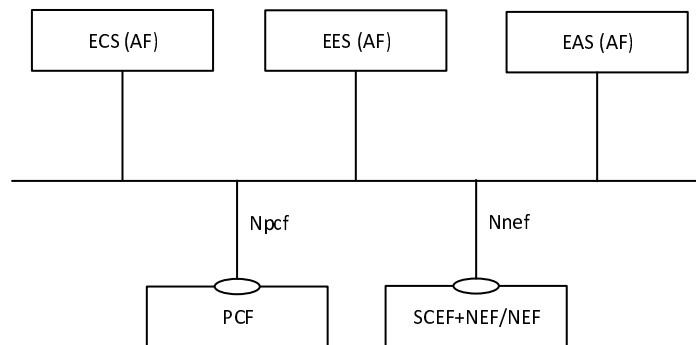 ECS (AF)
EES (AF)
EAS (AF)
Npcf
Nnef
PCF
SCEF+NEF/NEF